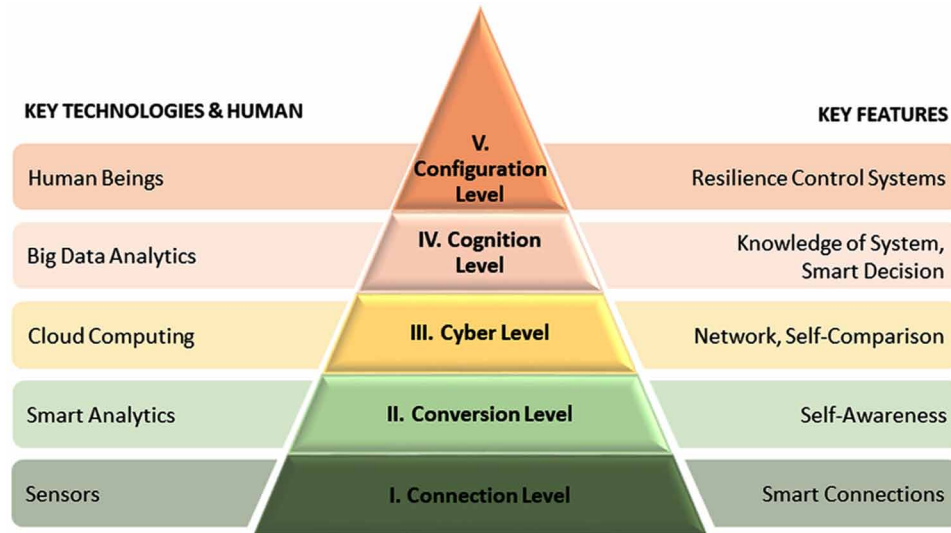 KEY TECHNOLOGIES & HUMAN
KEY FEATURES
Human Beings
V.
Configuration
Level
Resilience Control Systems
Big Data Analytics
IV. Cognition
Level
Knowledge of System,
Smart Decision
Cloud Computing
III. Cyber Level
Network, Self-Comparison
Smart Analytics
II. Conversion Level
Self-Awareness
Sensors
I. Connection Level
Smart Connections